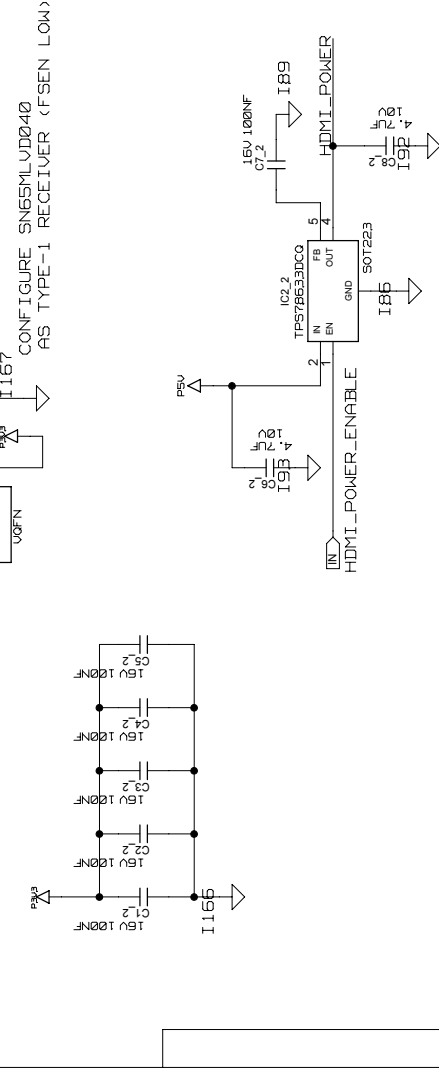 I167
CONFIGURE SN65MLVD040
AS TYPE-1 RECEIVER (FSEN LOW)
P3V3
VQFN
I89
16V 100NF
C7_2
HDMI_POWER
4.7UF
10V
C8_2
I92
IC2_2
TPS78633DCQ
5
4
FB
OUT
IN
EN
GND
SOT223
2
1
I86
P5V
4.7UF
10V
C6_2
I93
IN
HDMI_POWER_ENABLE
P3V3
C1_2
16V 100NF
C2_2
16V 100NF
C3_2
16V 100NF
C4_2
16V 100NF
C5_2
16V 100NF
I166